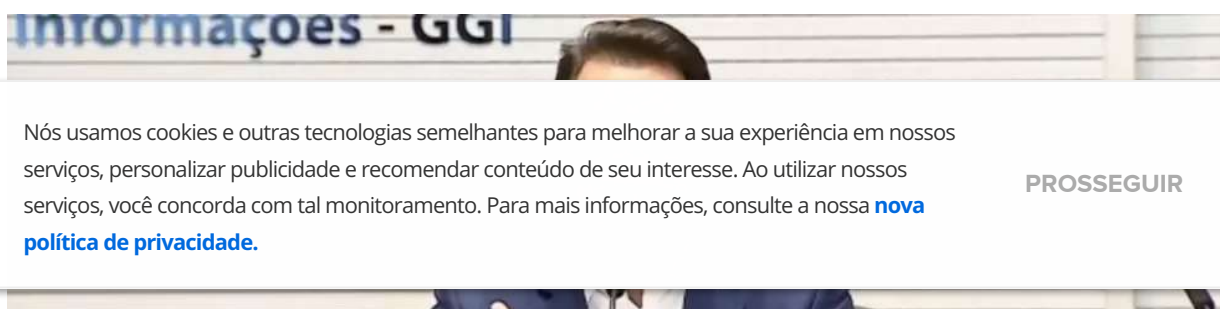 Informações - GGI
Nós usamos cookies e outras tecnologias semelhantes para melhorar a sua experiência em nossos
serviços, personalizar publicidade e recomendar conteúdo de seu interesse. Ao utilizar nossos
serviços, você concorda com tal monitoramento. Para mais informações, consulte a nossa nova
política de privacidade.
PROSSEGUIR